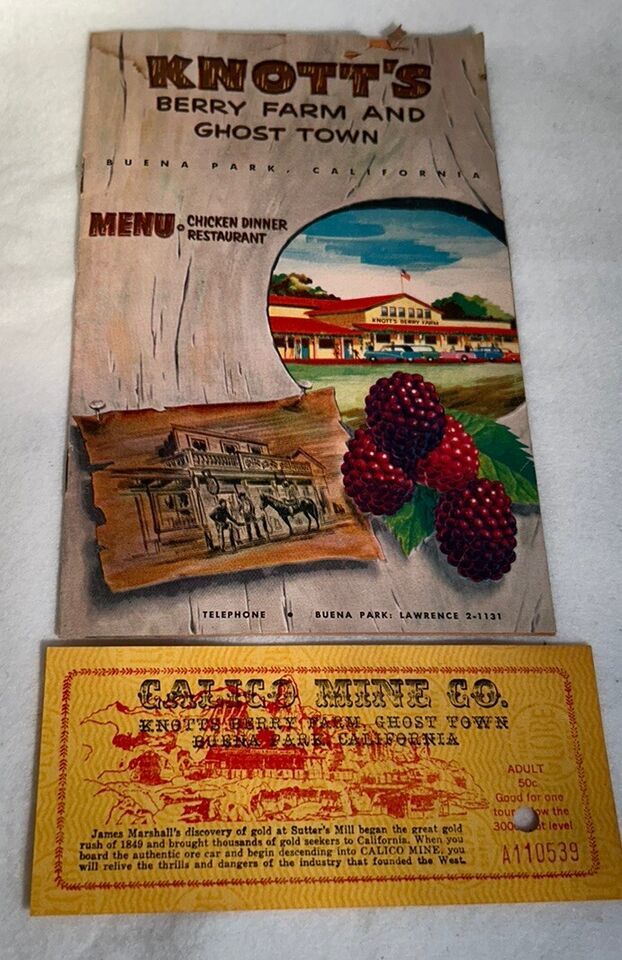 KNOTT'S
BERRY FARM AND
GHOST TOWN
BUENA PARK, CALIFORNIA
MENU • CHICKEN DINNER
RESTAURANT
KNOTT'S BERRY FARM
TELEPHONE • BUENA PARK: LAWRENCE 2-1131
CALICO MINE CO.
KNOTTS BERRY FARM, GHOST TOWN
BUENA PARK, CALIFORNIA
James Marshall's discovery of gold at Sutter's Mill began the great gold
rush of 1849 and brought thousands of gold seekers to California. When you
board the authentic ore car and begin descending into CALICO MINE, you
will relive the thrills and dangers of the industry that founded the West.
ADULT
50c
Good for one
tour the
level
A110539